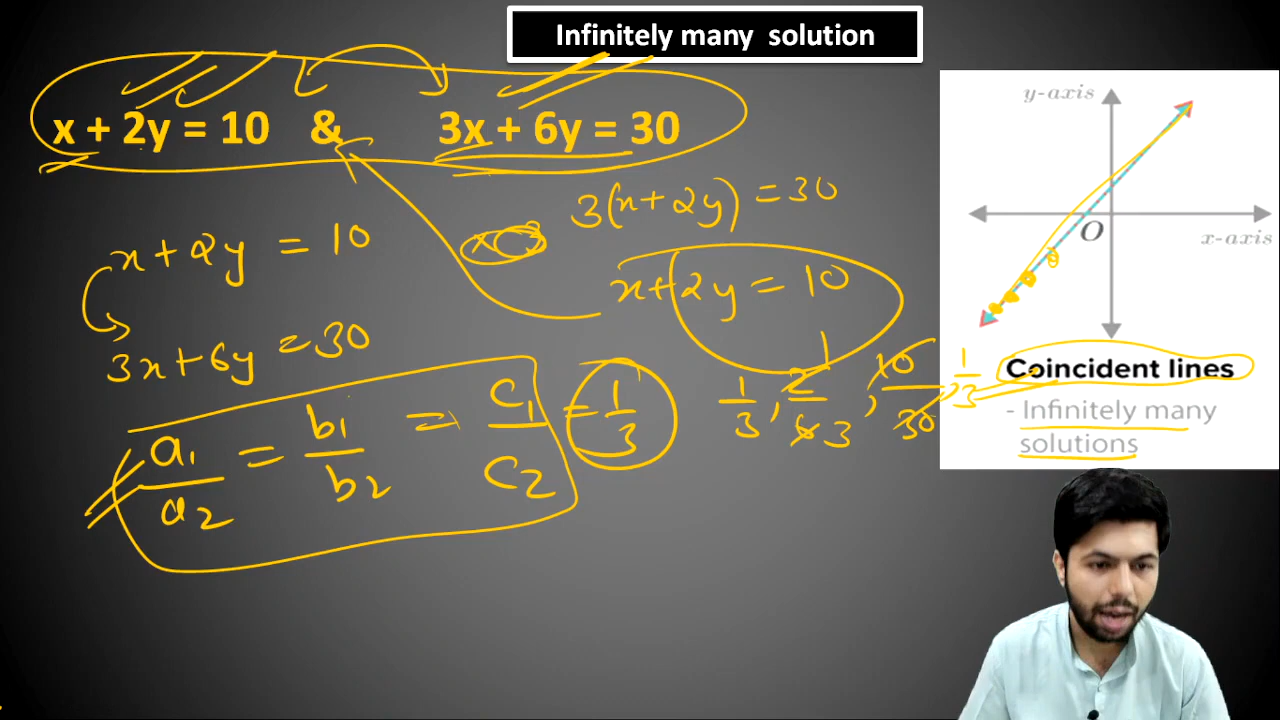 Infinitely many solution
x + 2y = 10 & 3x + 6y = 30
3(x+2y) = 30
x+2y = 10
x+2y = 10
3x+6y = 30
a1/a2 = b1/b2 = c1/c2 = 1/3
1/3, 2/6 1/3, 10/30, 1/3
y-axis
O
x-axis
Coincident lines
- Infinitely many
solutions